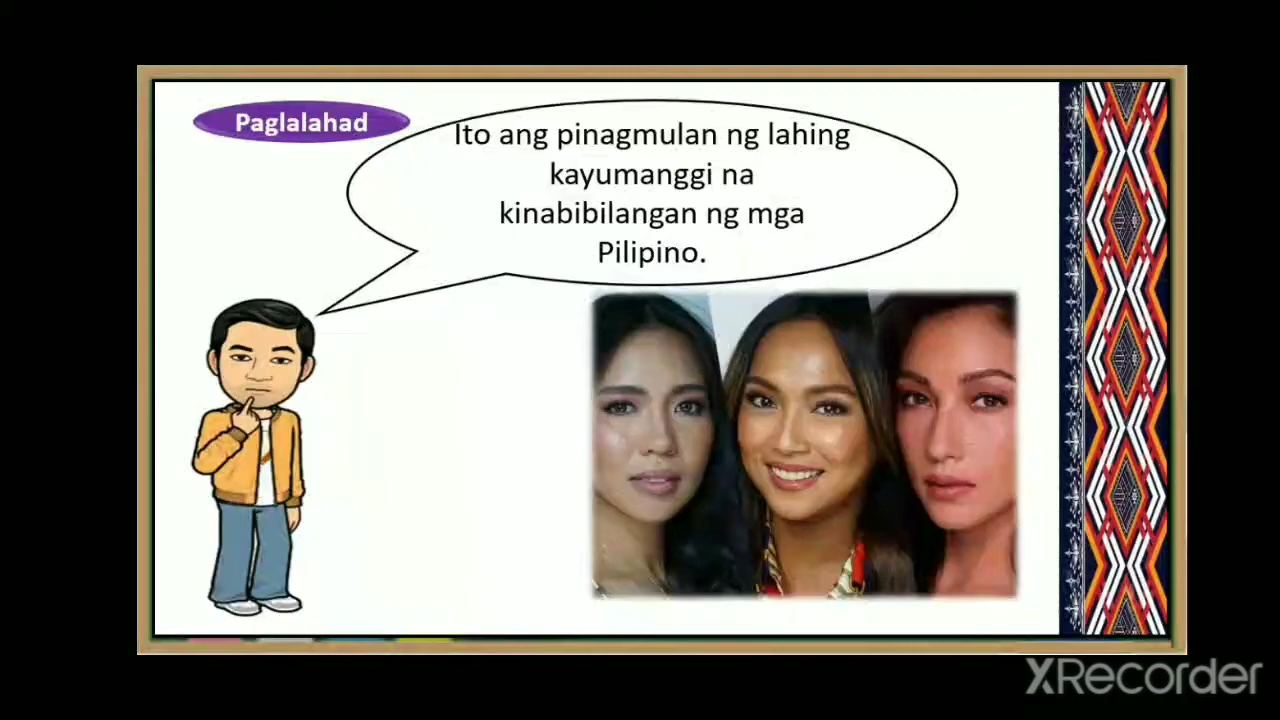 Paglalahad
Ito ang pinagmulan ng lahing
kayumanggi na
kinabibilangan ng mga
Pilipino.
XRecorder